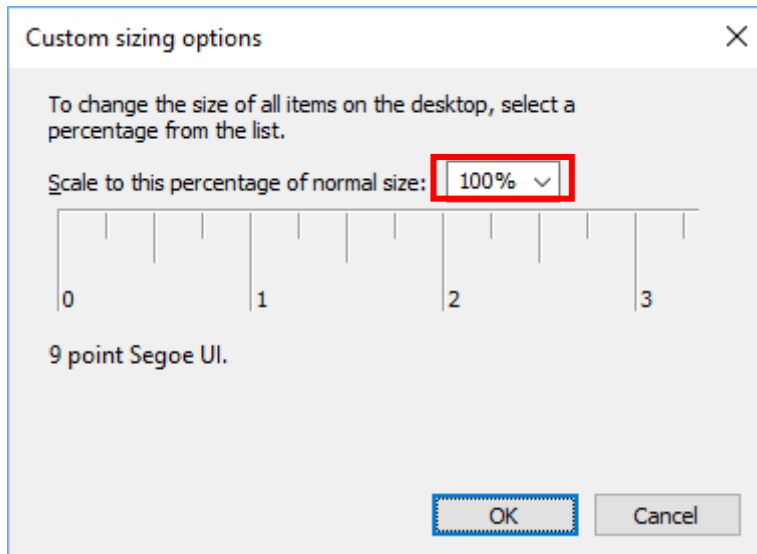 Custom sizing options
To change the size of all items on the desktop, select a
percentage from the list.
Scale to this percentage of normal size: 100%
0 1 2 3
9 point Segoe UI.
OK Cancel